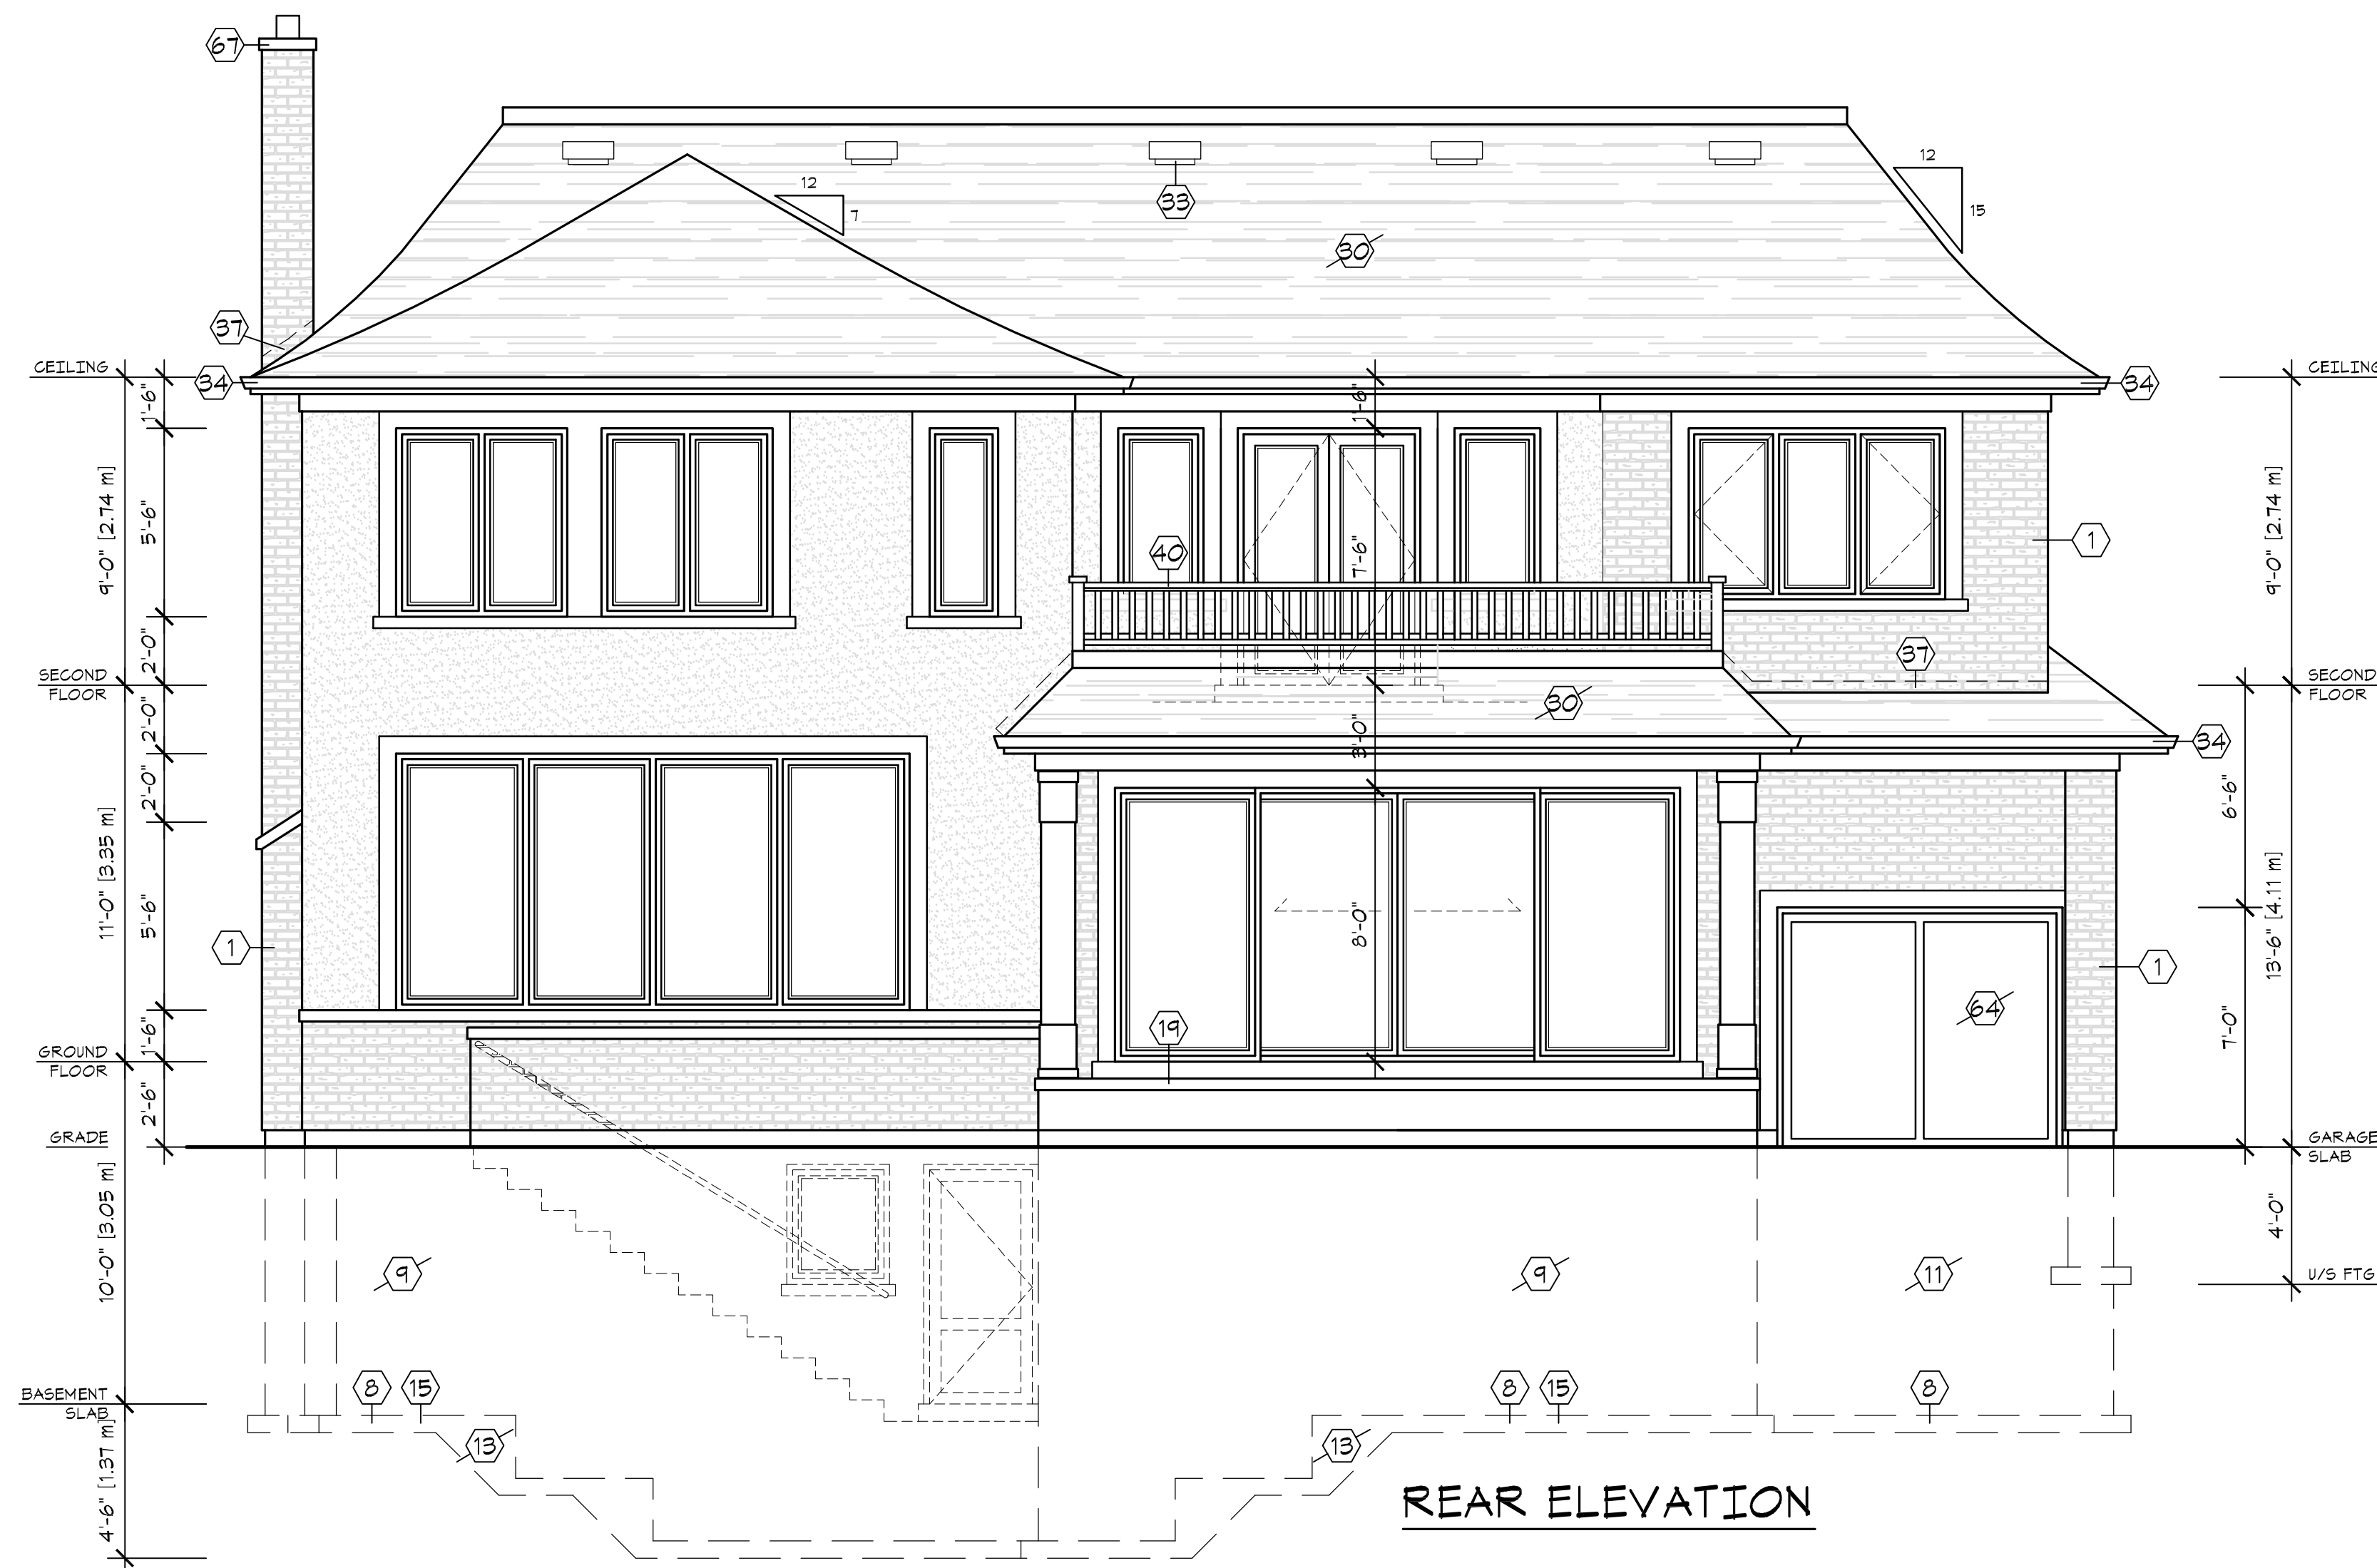 67
12
7
33
12
15
30
37
CEILING
34
1'-6"
1'-6"
34
CEILING
9'-0" [2.74 m]
5'-6"
40
7'-6"
1
9'-0" [2.74 m]
2'-0"
37
SECOND
FLOOR
30
SECOND
FLOOR
2'-0"
3'-0"
34
2'-0"
6'-6"
11'-0" [3.35 m]
5'-6"
8'-0"
13'-6" [4.11 m]
1
1
64
19
7'-0"
1'-6"
GROUND
FLOOR
2'-6"
GRADE
GARAGE
SLAB
10'-0" [3.05 m]
4'-0"
9
9
11
U/S FTG
BASEMENT
SLAB
8
15
8
15
8
13
13
4'-6" [1.37 m]
REAR ELEVATION